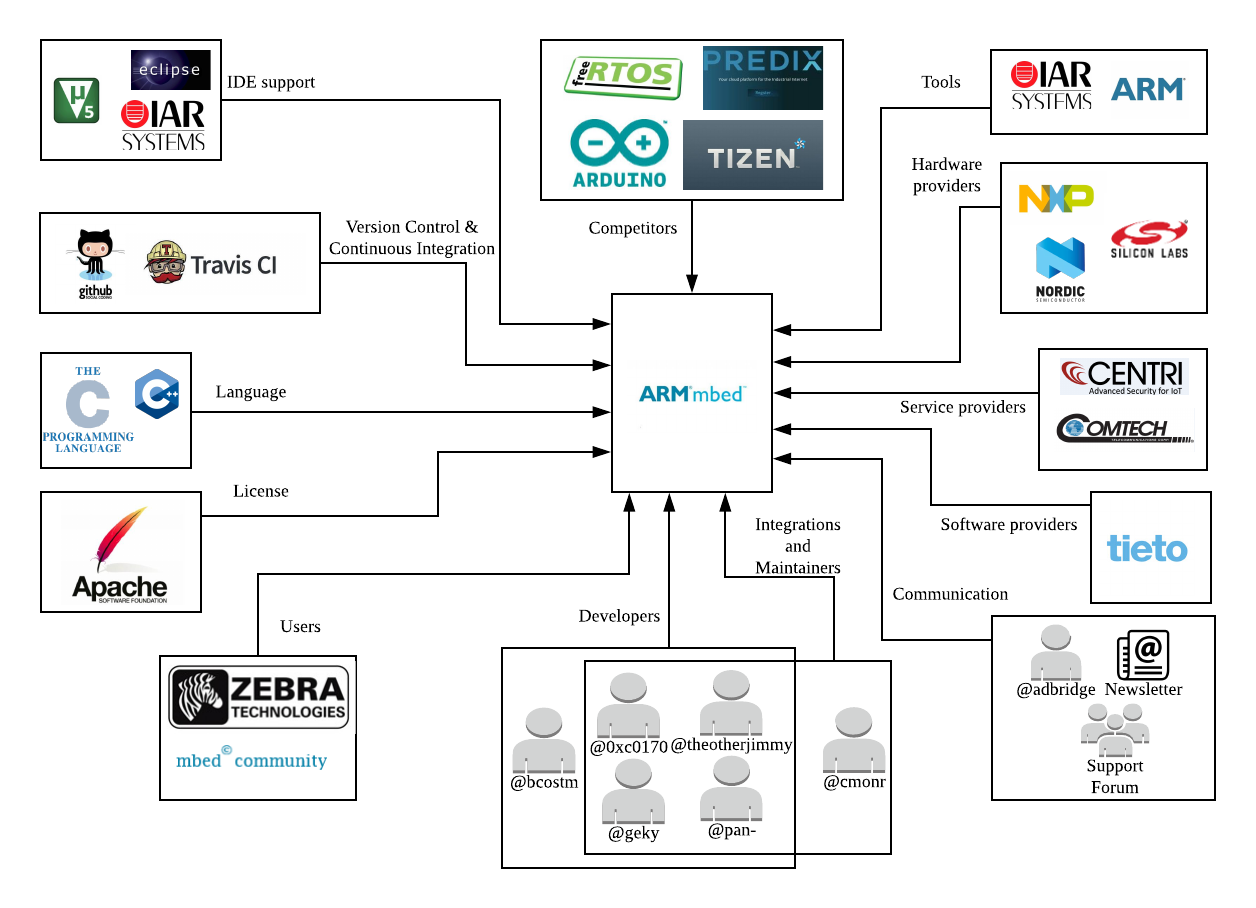 µ
5
eclipse
IAR
SYSTEMS
IDE support
free
RTOS
PREDIX
Your cloud platform for the Industrial Internet
ARDUINO
TIZEN
Competitors
Tools
IAR
SYSTEMS
ARM
Hardware
providers
NXP
NORDIC
SEMICONDUCTOR
SILICON LABS
github
SOCIAL CODING
T
Travis CI
Version Control &
Continuous Integration
THE
C
PROGRAMMING
LANGUAGE
C++
Language
ARM®mbed™
CENTRI
Advanced Security for IoT
COMTECH
TELECOMMUNICATIONS CORP.
Service providers
Apache
SOFTWARE FOUNDATION
License
Software providers
tieto
Integrations
and
Maintainers
Communication
@adbridge
@
Newsletter
Support
Forum
Users
ZEBRA
TECHNOLOGIES
mbed© community
Developers
@bcostm
@0xc0170
@theotherjimmy
@geky
@pan-
@cmonr